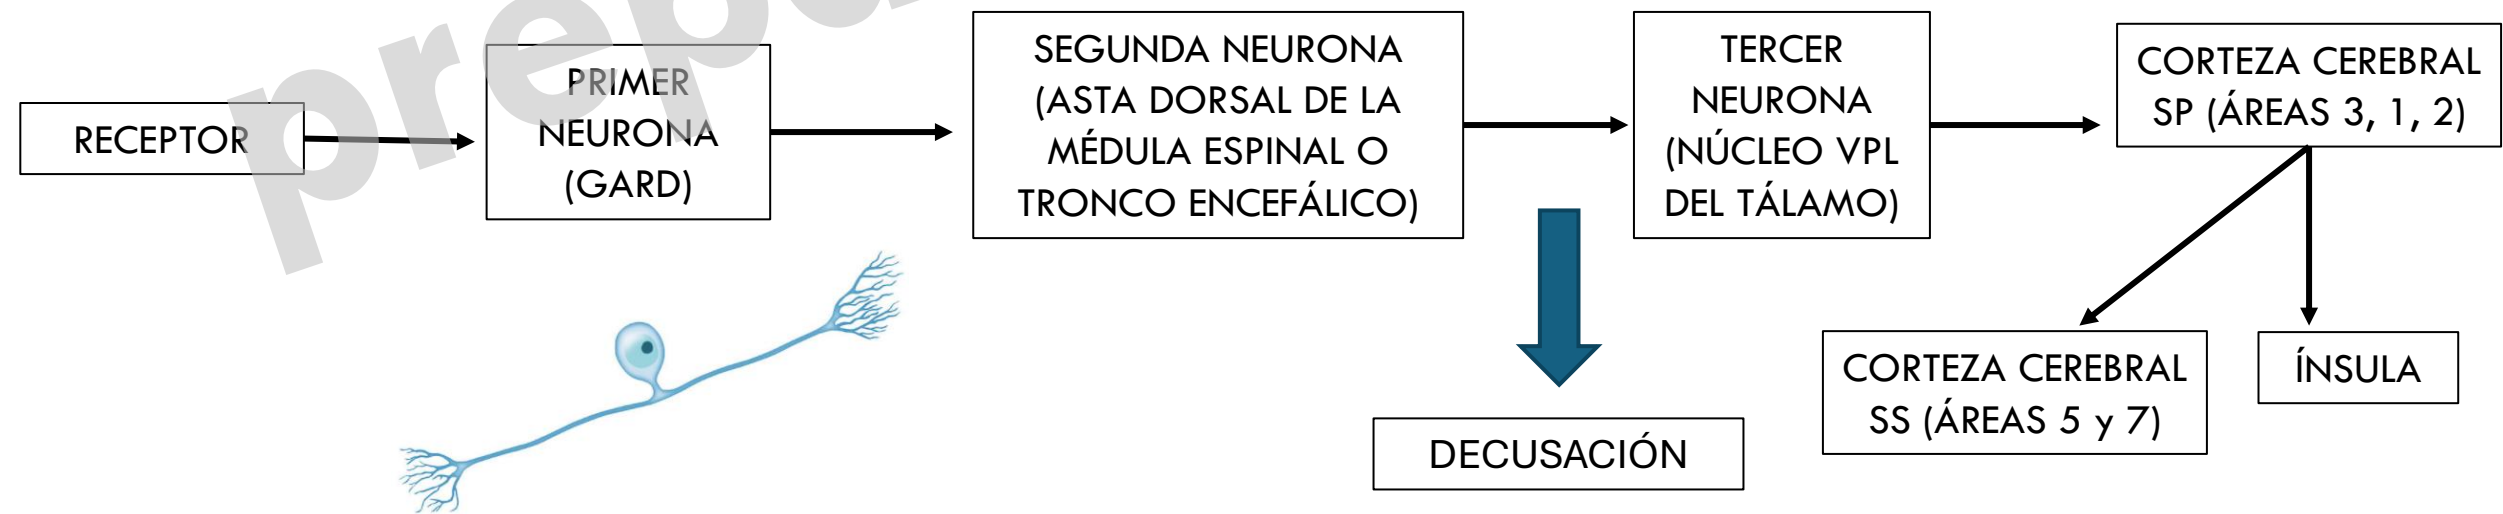 RECEPTOR
PRIMER
NEURONA
(GARD)
SEGUNDA NEURONA
(ASTA DORSAL DE LA
MÉDULA ESPINAL O
TRONCO ENCEFÁLICO)
TERCER
NEURONA
(NÚCLEO VPL
DEL TÁLAMO)
CORTEZA CEREBRAL
SP (ÁREAS 3, 1, 2)
DECUSACIÓN
CORTEZA CEREBRAL
SS (ÁREAS 5 y 7)
ÍNSULA